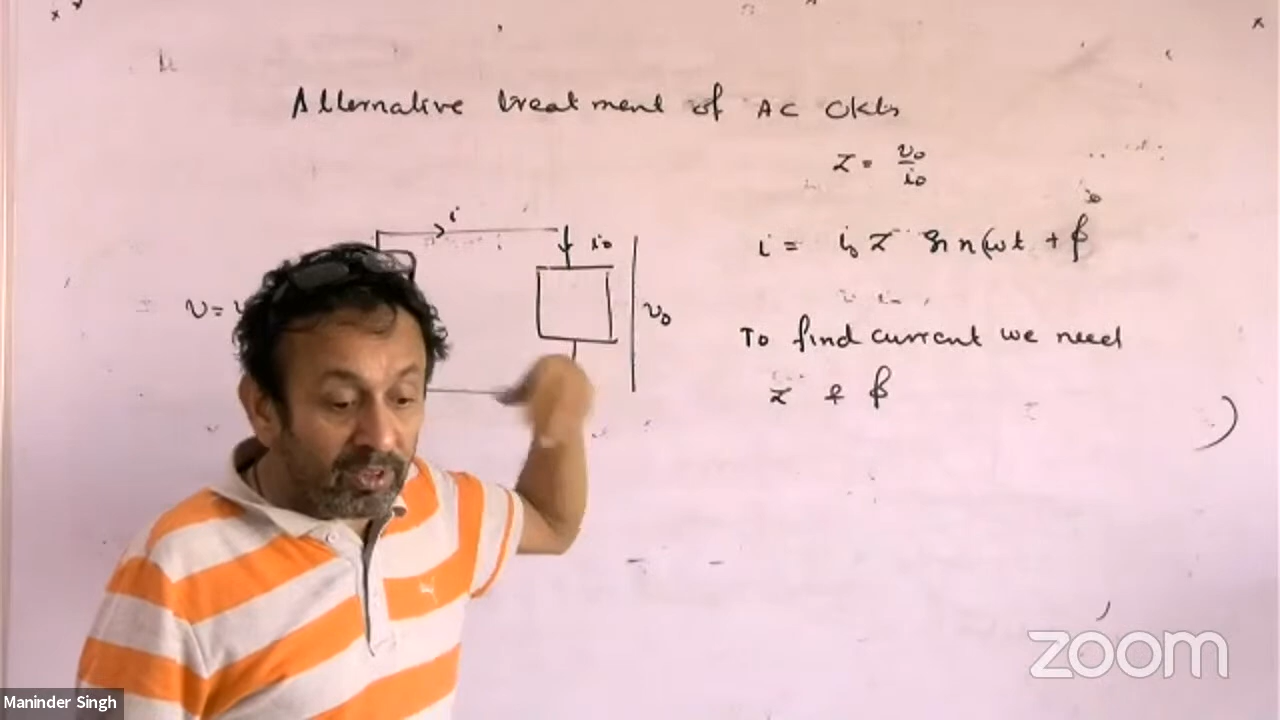 Alternative treatment of AC Ckts
Z = v₀/i₀
i
i₀
i = i₀ Z Sin(ωt + β
v=
v₀
To find current we need
Z & β
zoom
Maninder Singh